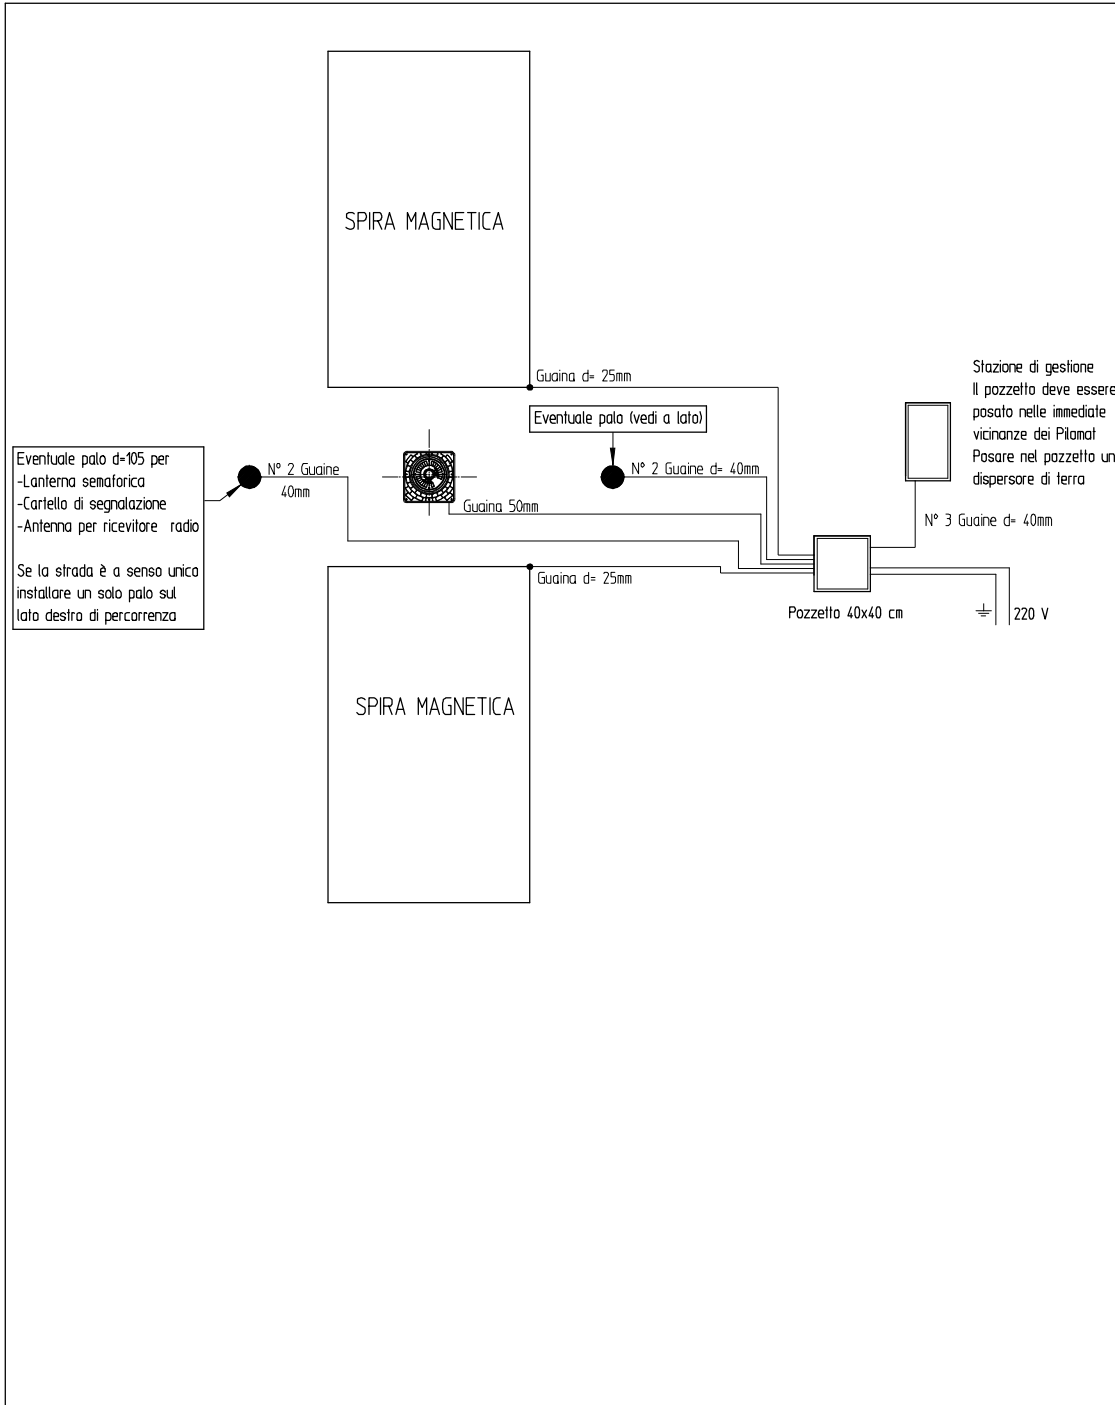 SPIRA MAGNETICA
Guaina d= 25mm
Stazione di gestione
Il pozzetto deve essere
posato nelle immediate
vicinanze dei Pilomat
Posare nel pozzetto un
dispersore di terra
Eventuale palo (vedi a lato)
Eventuale palo d=105 per
-Lanterna semaforica
-Cartello di segnalazione
-Antenna per ricevitore radio
Se la strada è a senso unico
installare un solo palo sul
lato destro di percorrenza
N° 2 Guaine
40mm
N° 2 Guaine d= 40mm
Guaina 50mm
N° 3 Guaine d= 40mm
Guaina d= 25mm
Pozzetto 40x40 cm
220 V
SPIRA MAGNETICA